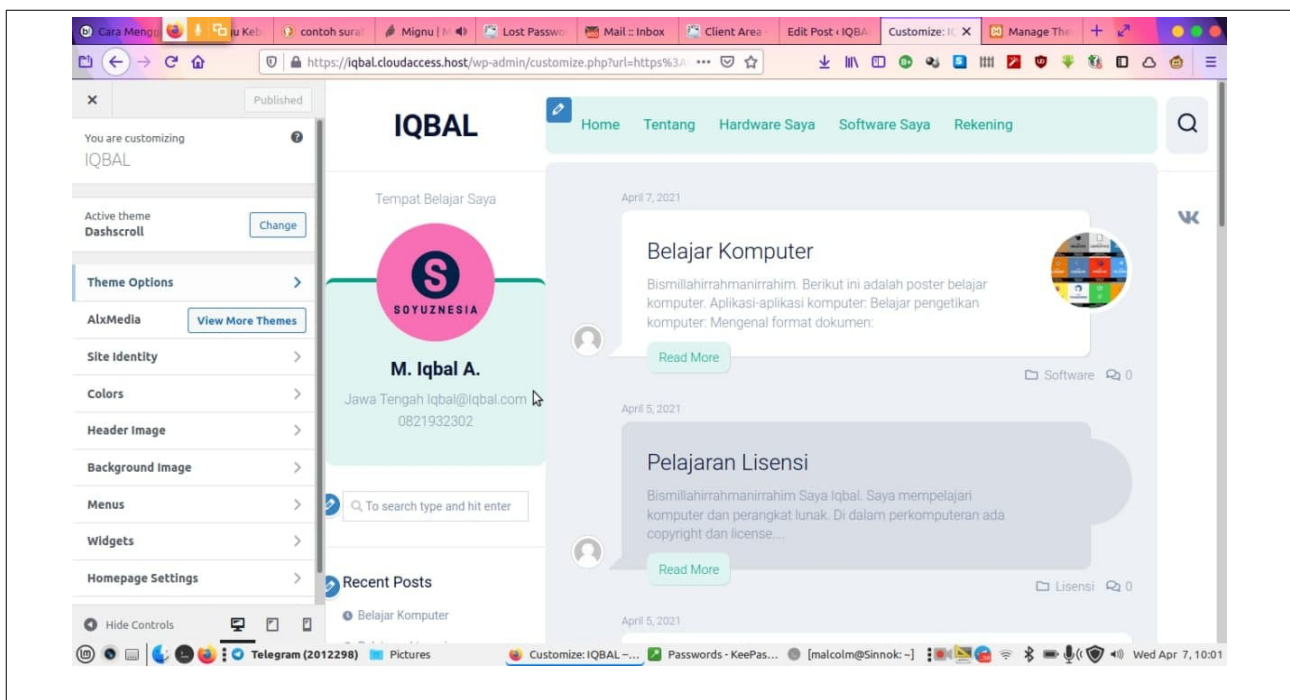 Cara Meng
u Keb
contoh sura
Mignu | M
Lost Passwo
Mail :: Inbox
Client Area
Edit Post ‹ IQBA
Customize: I
Manage The
https://iqbal.cloudaccess.host/wp-admin/customize.php?url=https%3A
Published
You are customizing
IQBAL
Active theme
Dashscroll
Change
Theme Options
AlxMedia
View More Themes
Site Identity
Colors
Header Image
Background Image
Menus
Widgets
Homepage Settings
Hide Controls
IQBAL
Tempat Belajar Saya
S
SOYUZNESIA
M. Iqbal A.
Jawa Tengah Iqbal@Iqbal.com
0821932302
To search type and hit enter
Recent Posts
Belajar Komputer
Home Tentang Hardware Saya Software Saya Rekening
April 7, 2021
Belajar Komputer
Bismillahirrahmanirrahim. Berikut ini adalah poster belajar
komputer. Aplikasi-aplikasi komputer: Belajar pengetikan
komputer: Mengenal format dokumen:
Read More
Software 0
April 5, 2021
Pelajaran Lisensi
Bismillahirrahmanirrahim Saya Iqbal. Saya mempelajari
komputer dan perangkat lunak. Di dalam perkomputeran ada
copyright dan license....
Read More
Lisensi 0
April 5, 2021
Telegram (2012298) Pictures Customize: IQBAL –... Passwords - KeePas... [malcolm@Sinnok: ~] Wed Apr 7, 10:01